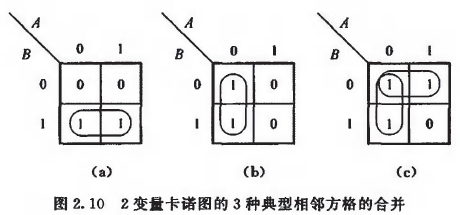 A A A
B 0 1 B 0 1 B 0 1
0 0 0 0 1 0 0 1 1
1 1 1 1 1 0 1 1 0
(a) (b) (c)
图 2.10 2 变量卡诺图的 3 种典型相邻方格的合并